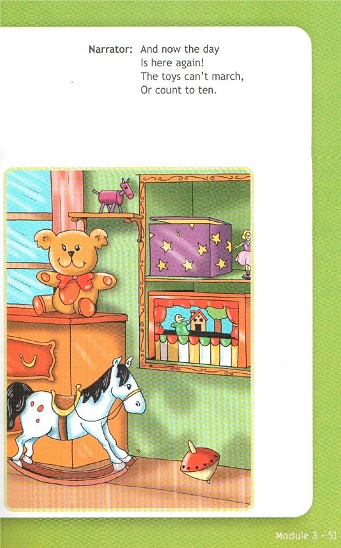 Narrator: And now the day
Is here again!
The toys can't march,
Or count to ten.
Module 3 - 51